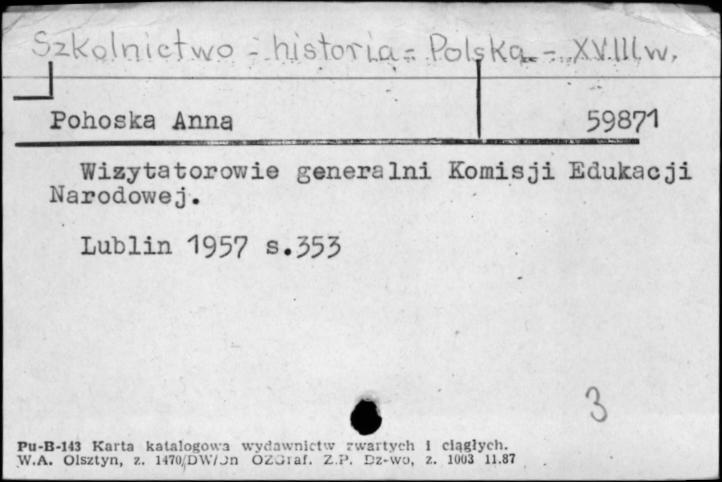 Szkolnictwo - historia - Polska - XVIII w.
Pohoska Anna 59871
Wizytatorowie generalni Komisji Edukacji
Narodowej.
Lublin 1957 s.353
3
Pu-B-143 Karta katalogowa wydawnictw zwartych i ciągłych.
W.A. Olsztyn, z. 1470/DW/Dn OZGraf. Z.P. Dz-wo, z. 1003 11.87